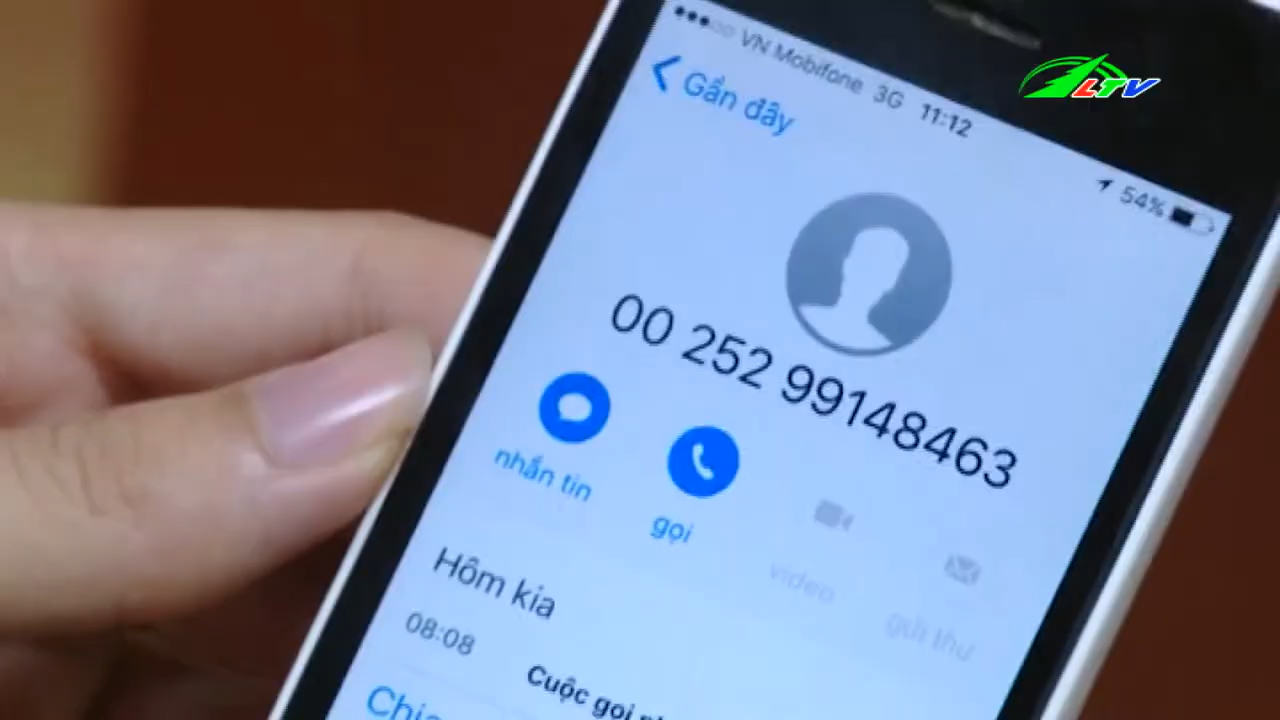 VN Mobifone 3G 11:12
54%
LTV
Gần đây
00 252 99148463
nhắn tin
gọi
video
gửi thư
Hôm kia
08:08
Cuộc gọi